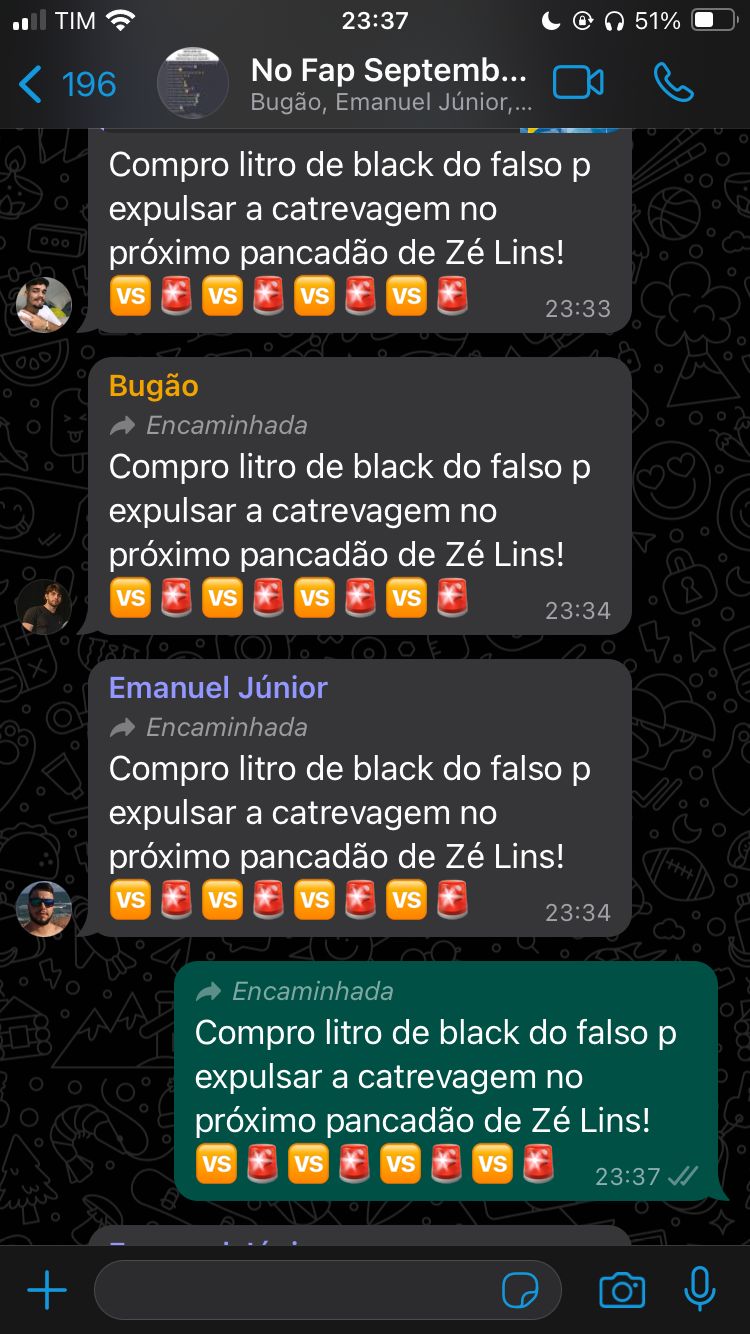 TIM
23:37
51%
196
No Fap Septemb...
Bugão, Emanuel Júnior,...
Compro litro de black do falso p
expulsar a catrevagem no
próximo pancadão de Zé Lins!
🆚🚨🆚🚨🆚🚨🆚🚨
23:33
Bugão
Encaminhada
Compro litro de black do falso p
expulsar a catrevagem no
próximo pancadão de Zé Lins!
🆚🚨🆚🚨🆚🚨🆚🚨
23:34
Emanuel Júnior
Encaminhada
Compro litro de black do falso p
expulsar a catrevagem no
próximo pancadão de Zé Lins!
🆚🚨🆚🚨🆚🚨🆚🚨
23:34
Encaminhada
Compro litro de black do falso p
expulsar a catrevagem no
próximo pancadão de Zé Lins!
🆚🚨🆚🚨🆚🚨🆚🚨
23:37